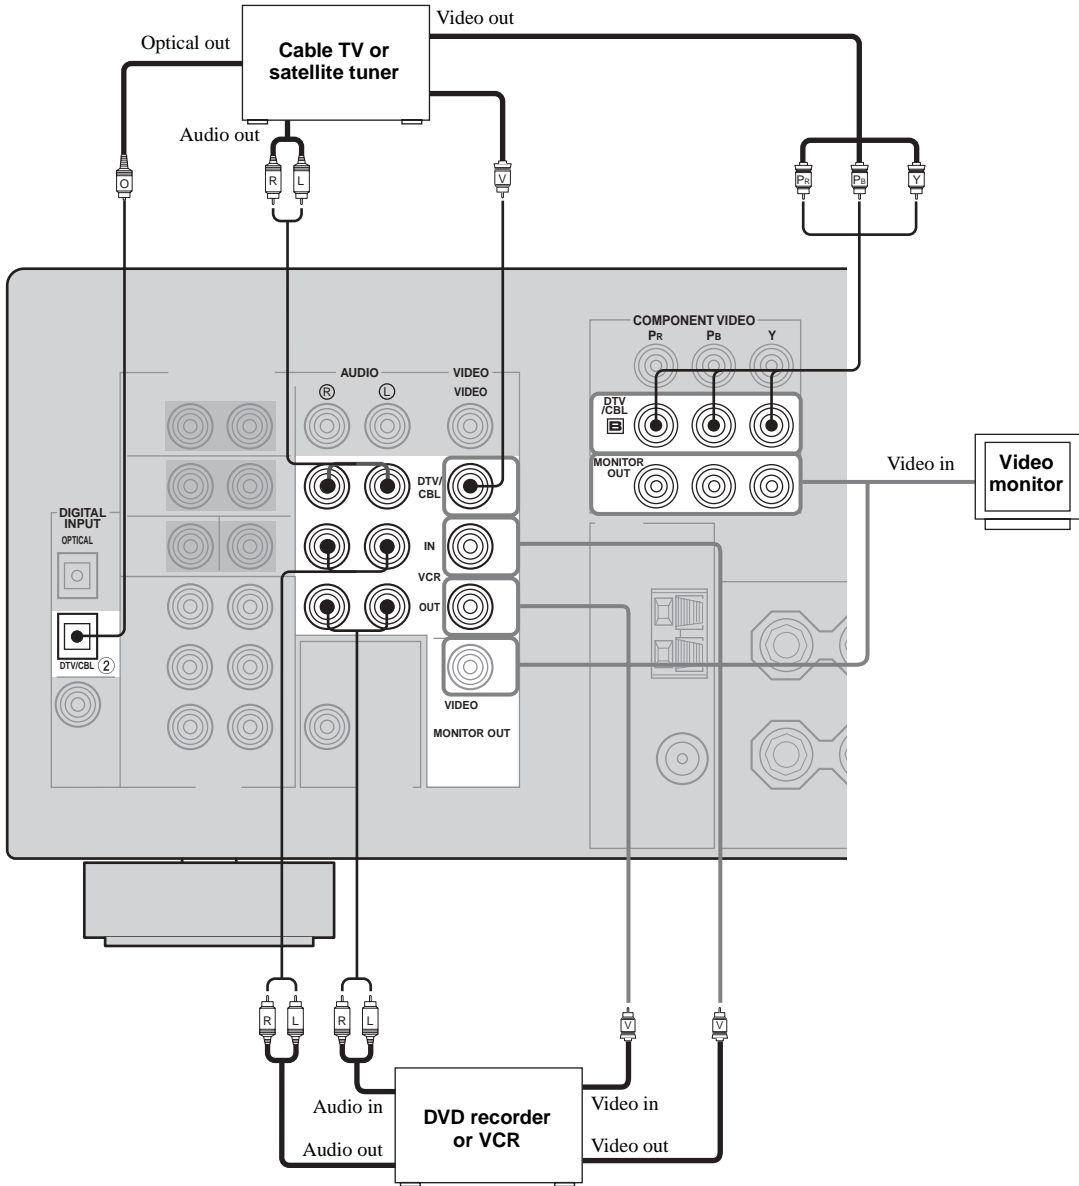 Video out
Optical out
Cable TV or
satellite tuner
Audio out
O
R
L
V
PR
PB
Y
COMPONENT VIDEO
PR
PB
Y
AUDIO
VIDEO
R
L
VIDEO
DTV
/CBL
B
MONITOR
OUT
Video in
Video
monitor
DTV/
CBL
DIGITAL
INPUT
OPTICAL
IN
VCR
OUT
DTV/CBL
2
VIDEO
MONITOR OUT
R
L
R
L
V
V
Audio in
DVD recorder
or VCR
Video in
Audio out
Video out